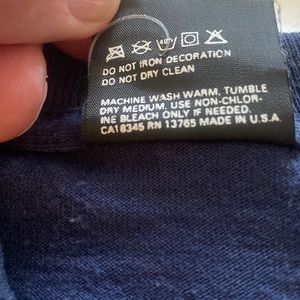 DO NOT IRON DECORATION
DO NOT DRY CLEAN
MACHINE WASH WARM, TUMBLE
DRY MEDIUM, USE NON-CHLOR-
INE BLEACH ONLY IF NEEDED.
CA18345 RN 13765 MADE IN U.S.A